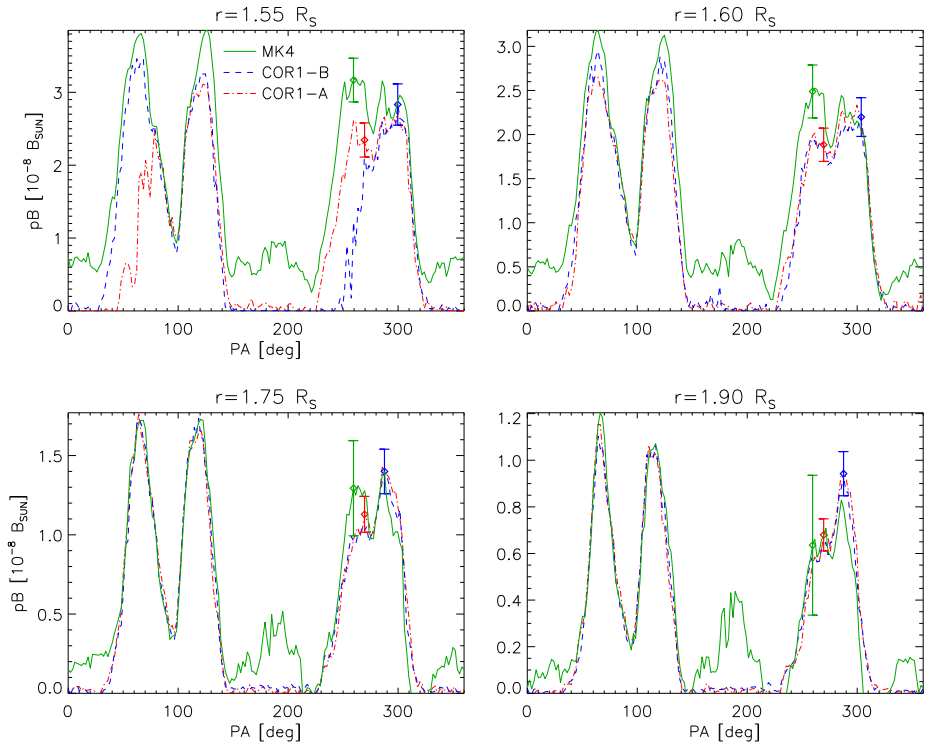 r=1.55 R_S
pB [10^-8 B_SUN]
3
2
1
0
MK4
COR1-B
COR1-A
0 100 200 300
PA [deg]
r=1.60 R_S
3.0
2.5
2.0
1.5
1.0
0.5
0.0
0 100 200 300
PA [deg]
r=1.75 R_S
pB [10^-8 B_SUN]
1.5
1.0
0.5
0.0
0 100 200 300
PA [deg]
r=1.90 R_S
1.2
1.0
0.8
0.6
0.4
0.2
0.0
0 100 200 300
PA [deg]